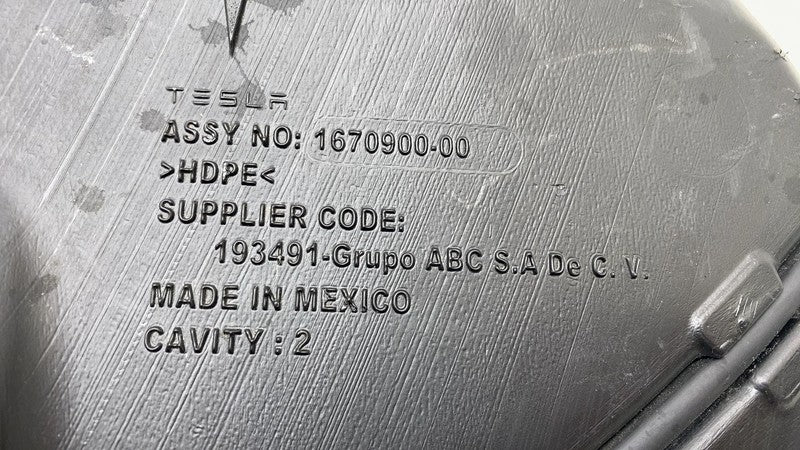 TESLA
ASSY NO: 1670900-00
>HDPE<
SUPPLIER CODE:
193491-Grupo ABC S.A De C. V.
MADE IN MEXICO
CAVITY : 2